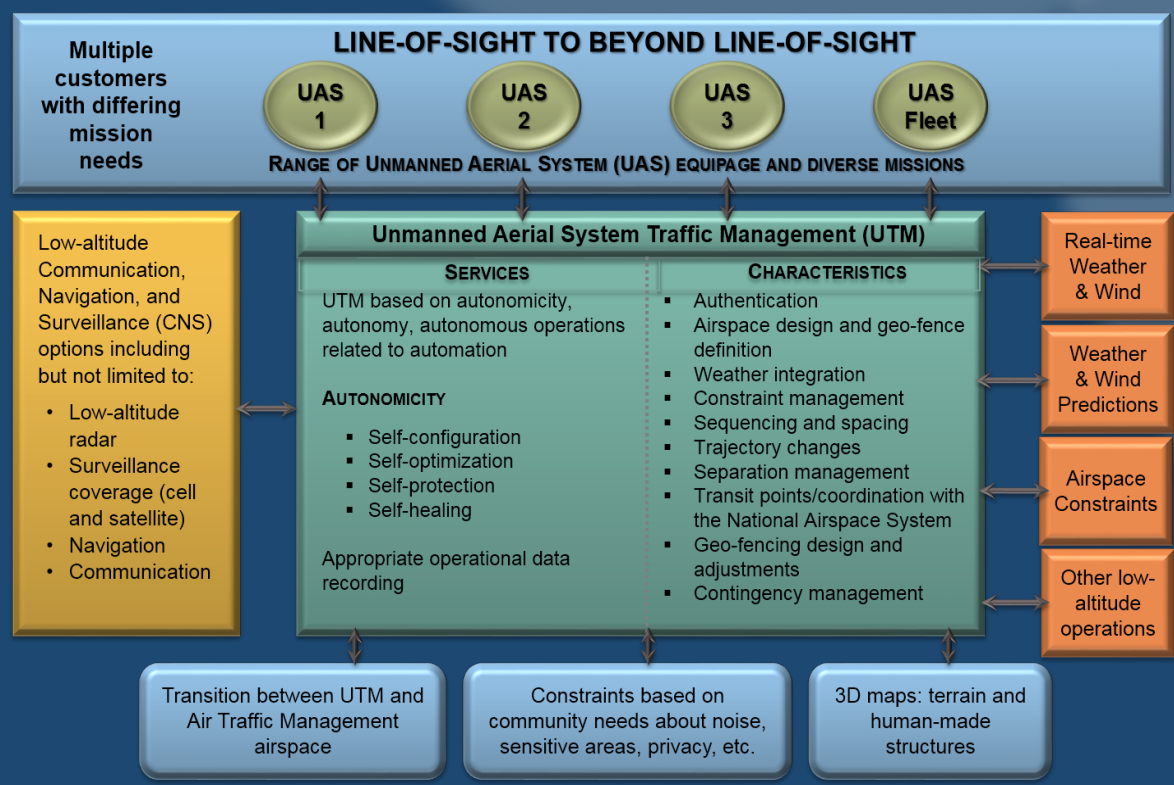 Multiple
customers
with differing
mission
needs
LINE-OF-SIGHT TO BEYOND LINE-OF-SIGHT
UAS
1
UAS
2
UAS
3
UAS
Fleet
RANGE OF UNMANNED AERIAL SYSTEM (UAS) EQUIPAGE AND DIVERSE MISSIONS
Low-altitude
Communication,
Navigation, and
Surveillance (CNS)
options including
but not limited to:
• Low-altitude
radar
• Surveillance
coverage (cell
and satellite)
• Navigation
• Communication
Unmanned Aerial System Traffic Management (UTM)
SERVICES
UTM based on autonomicity,
autonomy, autonomous operations
related to automation
AUTONOMICITY
▪ Self-configuration
▪ Self-optimization
▪ Self-protection
▪ Self-healing
Appropriate operational data
recording
CHARACTERISTICS
▪ Authentication
▪ Airspace design and geo-fence
definition
▪ Weather integration
▪ Constraint management
▪ Sequencing and spacing
▪ Trajectory changes
▪ Separation management
▪ Transit points/coordination with
the National Airspace System
▪ Geo-fencing design and
adjustments
▪ Contingency management
Real-time
Weather
& Wind
Weather
& Wind
Predictions
Airspace
Constraints
Other low-
altitude
operations
Transition between UTM and
Air Traffic Management
airspace
Constraints based on
community needs about noise,
sensitive areas, privacy, etc.
3D maps: terrain and
human-made
structures